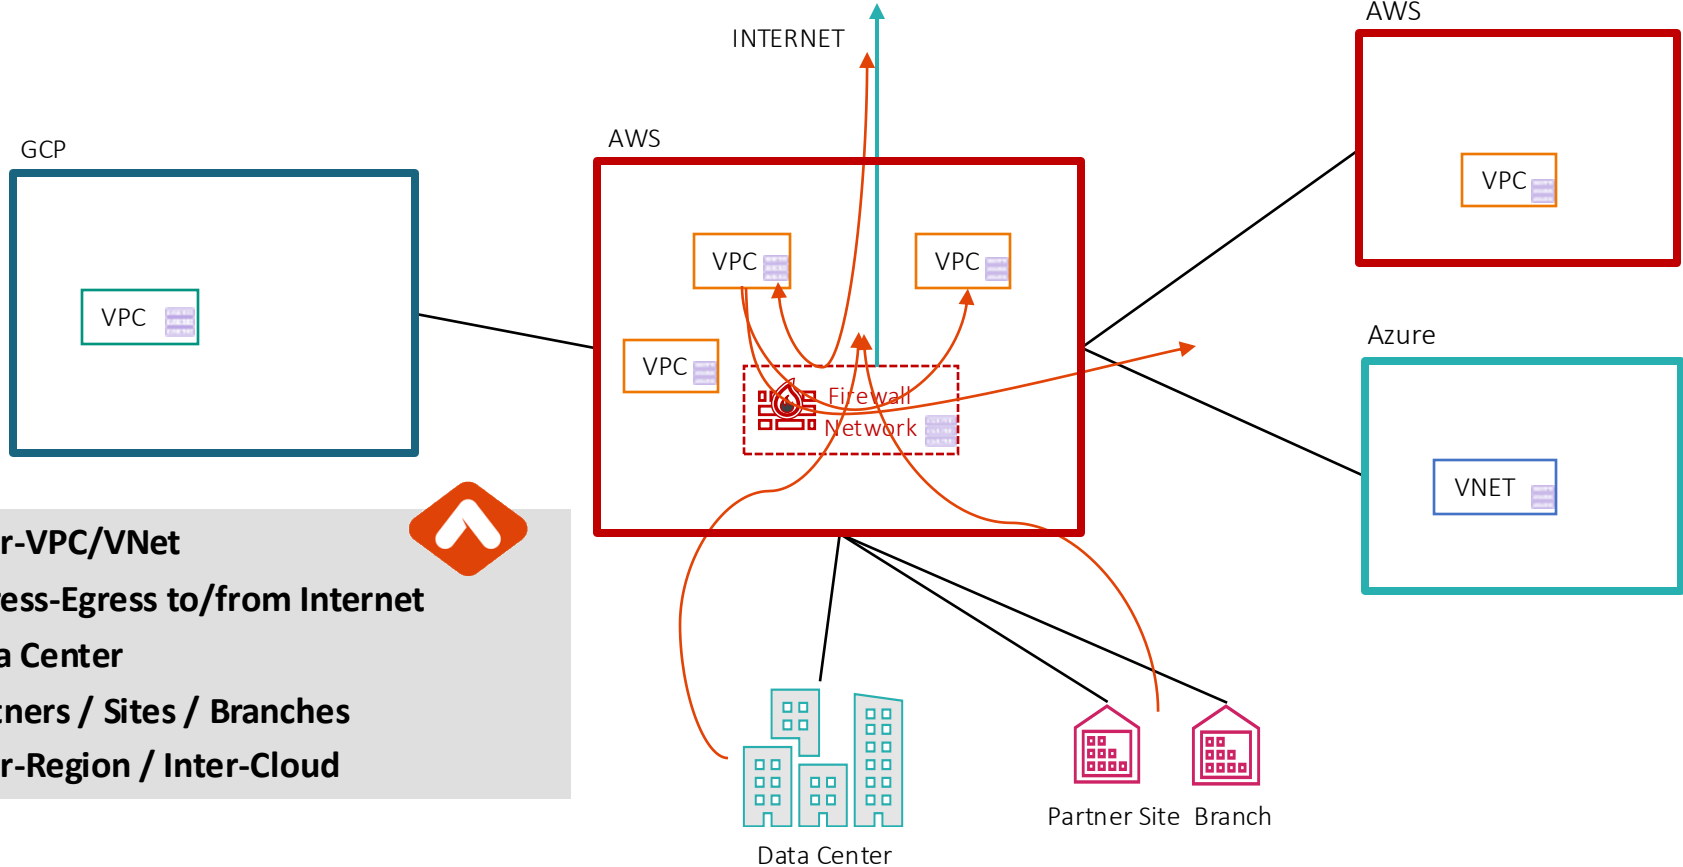 AWS
INTERNET
AWS
GCP
VPC
VPC
VPC
VPC
VPC
Azure
Firewall
Network
VNET
r-VPC/VNet
ess-Egress to/from Internet
a Center
tners / Sites / Branches
r-Region / Inter-Cloud
Partner Site Branch
Data Center